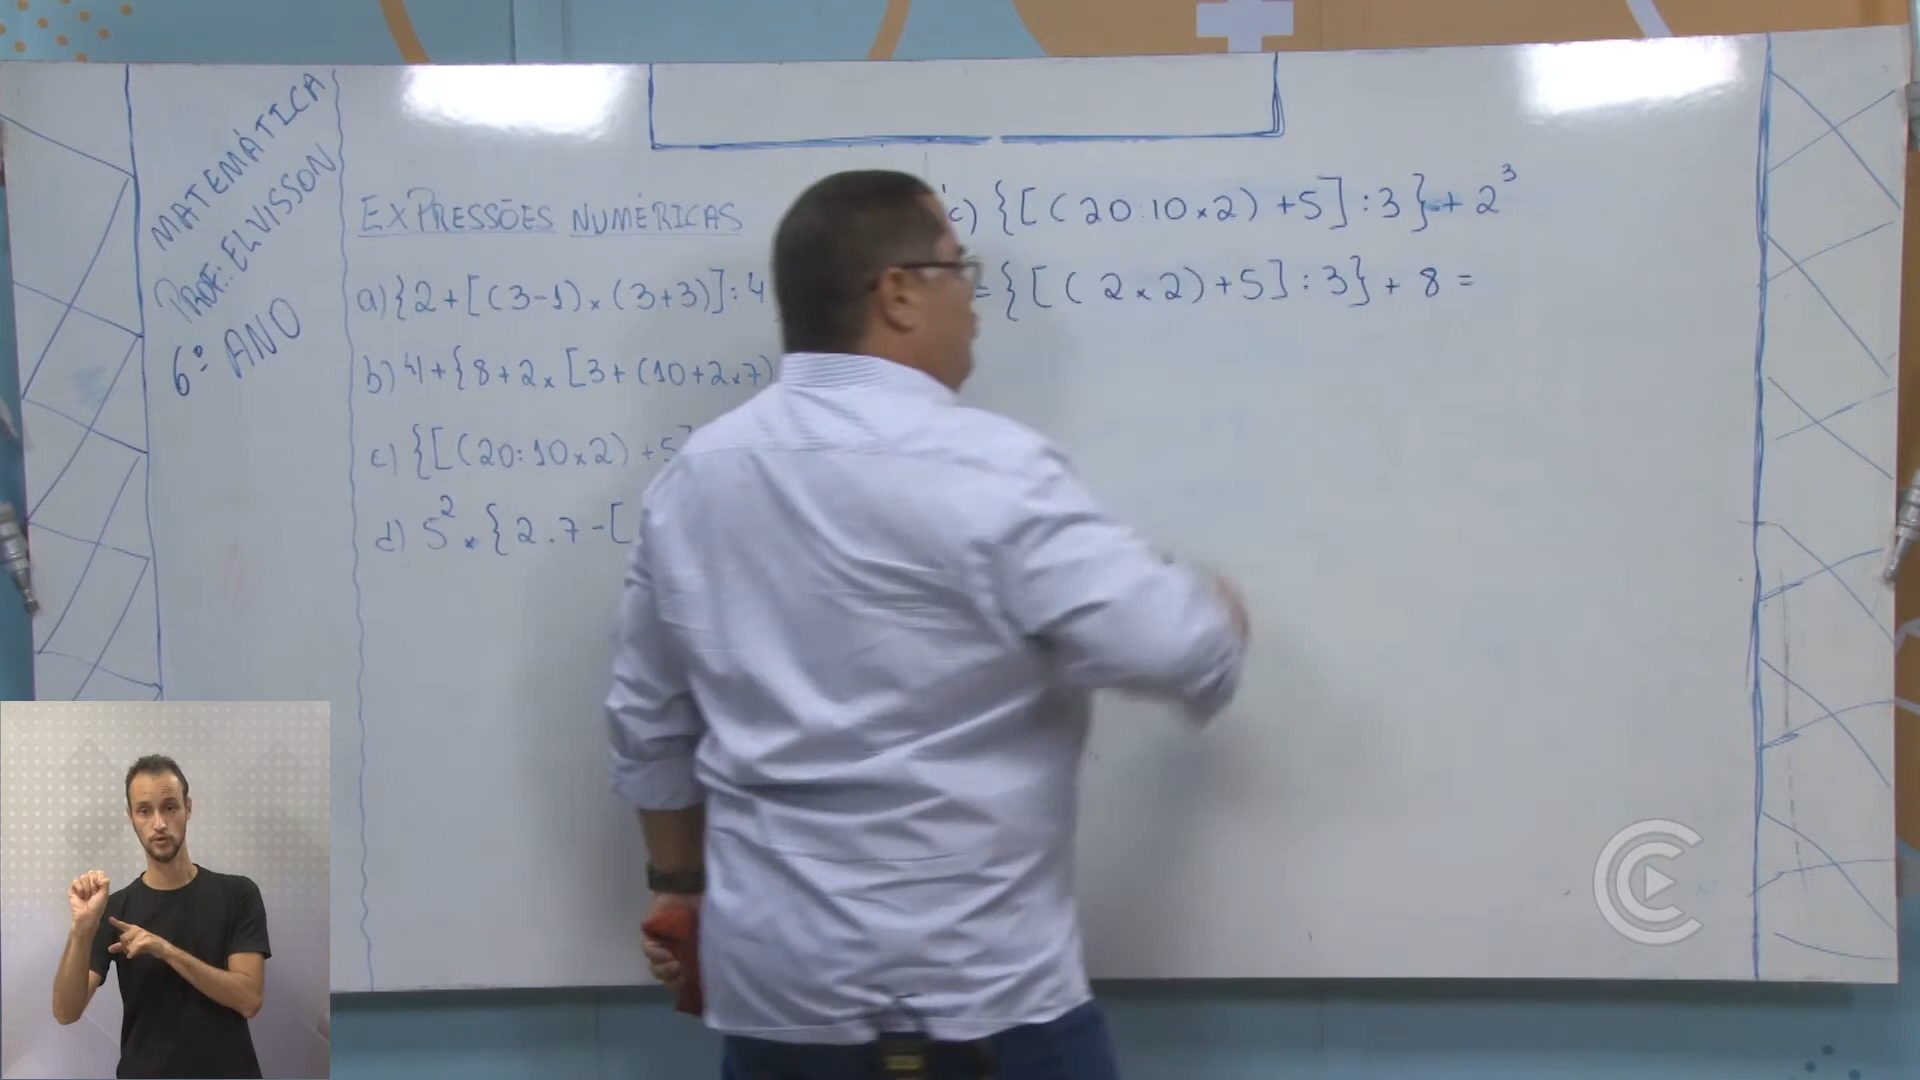 MATEMÁTICA
PROF.: ELVISSON
6º ANO
EXPRESSÕES NUMÉRICAS
a) {2 + [(3-1) × (3+3)] : 4
b) 41 + {8 + 2 × [3 + (10 + 2 × 7)
c) {[(20 : 10 × 2) + 5]
d) 5² × {2 . 7 - [
c) {[(20 : 10 × 2) + 5] : 3} + 2³
= {[(2 × 2) + 5] : 3} + 8 =